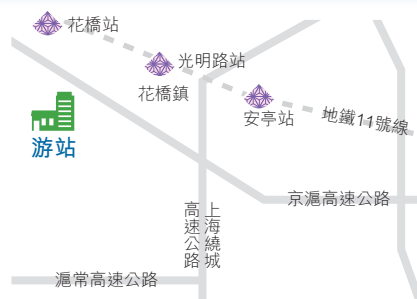 花橋站
光明路站
花橋鎮
安亭站
地鐵11號線
游站
京滬高速公路
上海繞城
高速公路
滬常高速公路